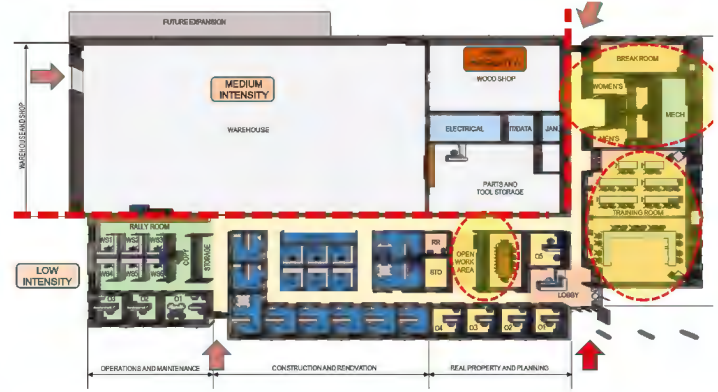 FUTURE EXPANSION
BREAK ROOM
WOMEN'S
MECH
MEN'S
MEDIUM
INTENSITY
WOOD SHOP
WAREHOUSE AND SHOP
WAREHOUSE
ELECTRICAL
IT/DATA
JAN.
PARTS AND
TOOL STORAGE
TRAINING ROOM
RALLY ROOM
WS1
WS2
WS3
WS4
WS5
COPY
STORAGE
LOW
INTENSITY
RR
STO
OPEN
WORK
AREA
O5
LOBBY
O3
O2
O1
O4
O3
O2
O1
OPERATIONS AND MAINTENANCE
CONSTRUCTION AND RENOVATION
REAL PROPERTY AND PLANNING